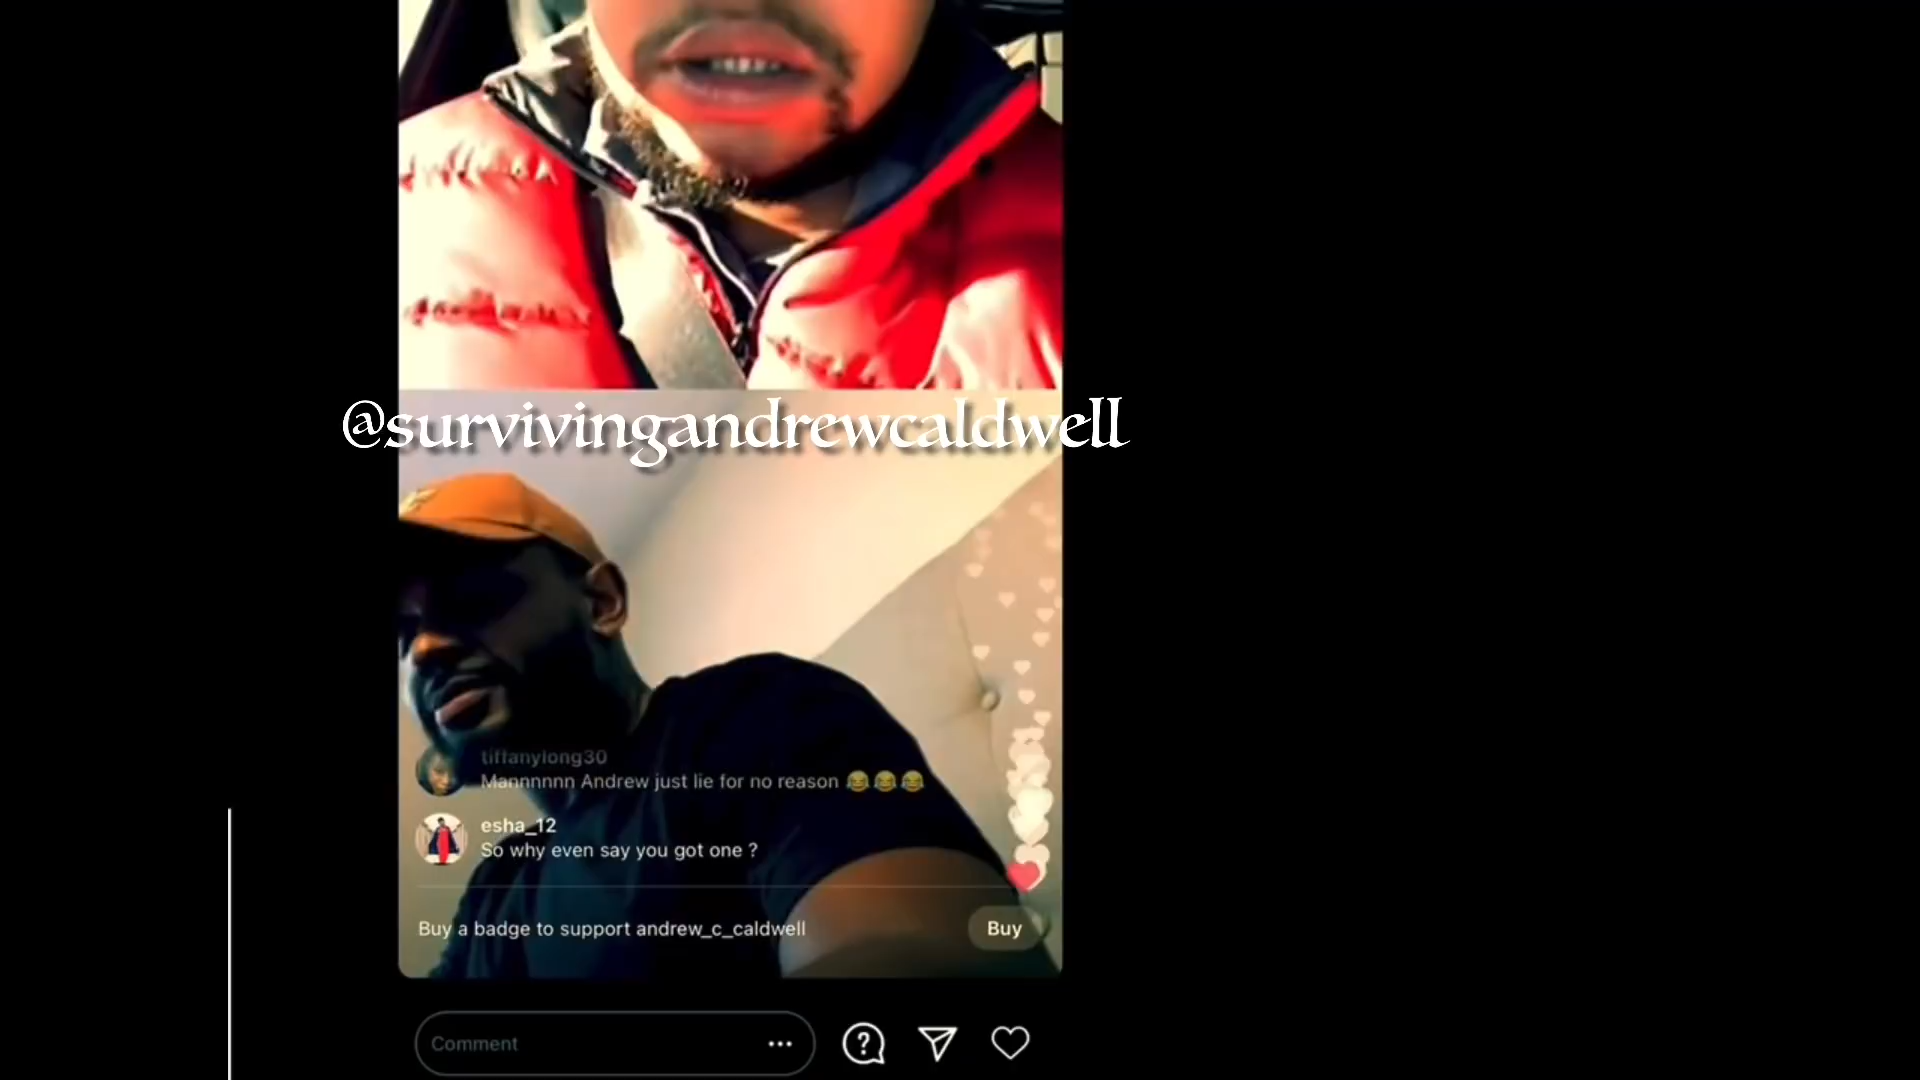 @survivingandrewcaldwell
tiffanylong30
Mannnnnn Andrew just lie for no reason 😂😂😂
esha_12
So why even say you got one ?
Buy a badge to support andrew_c_caldwell
Buy
Comment